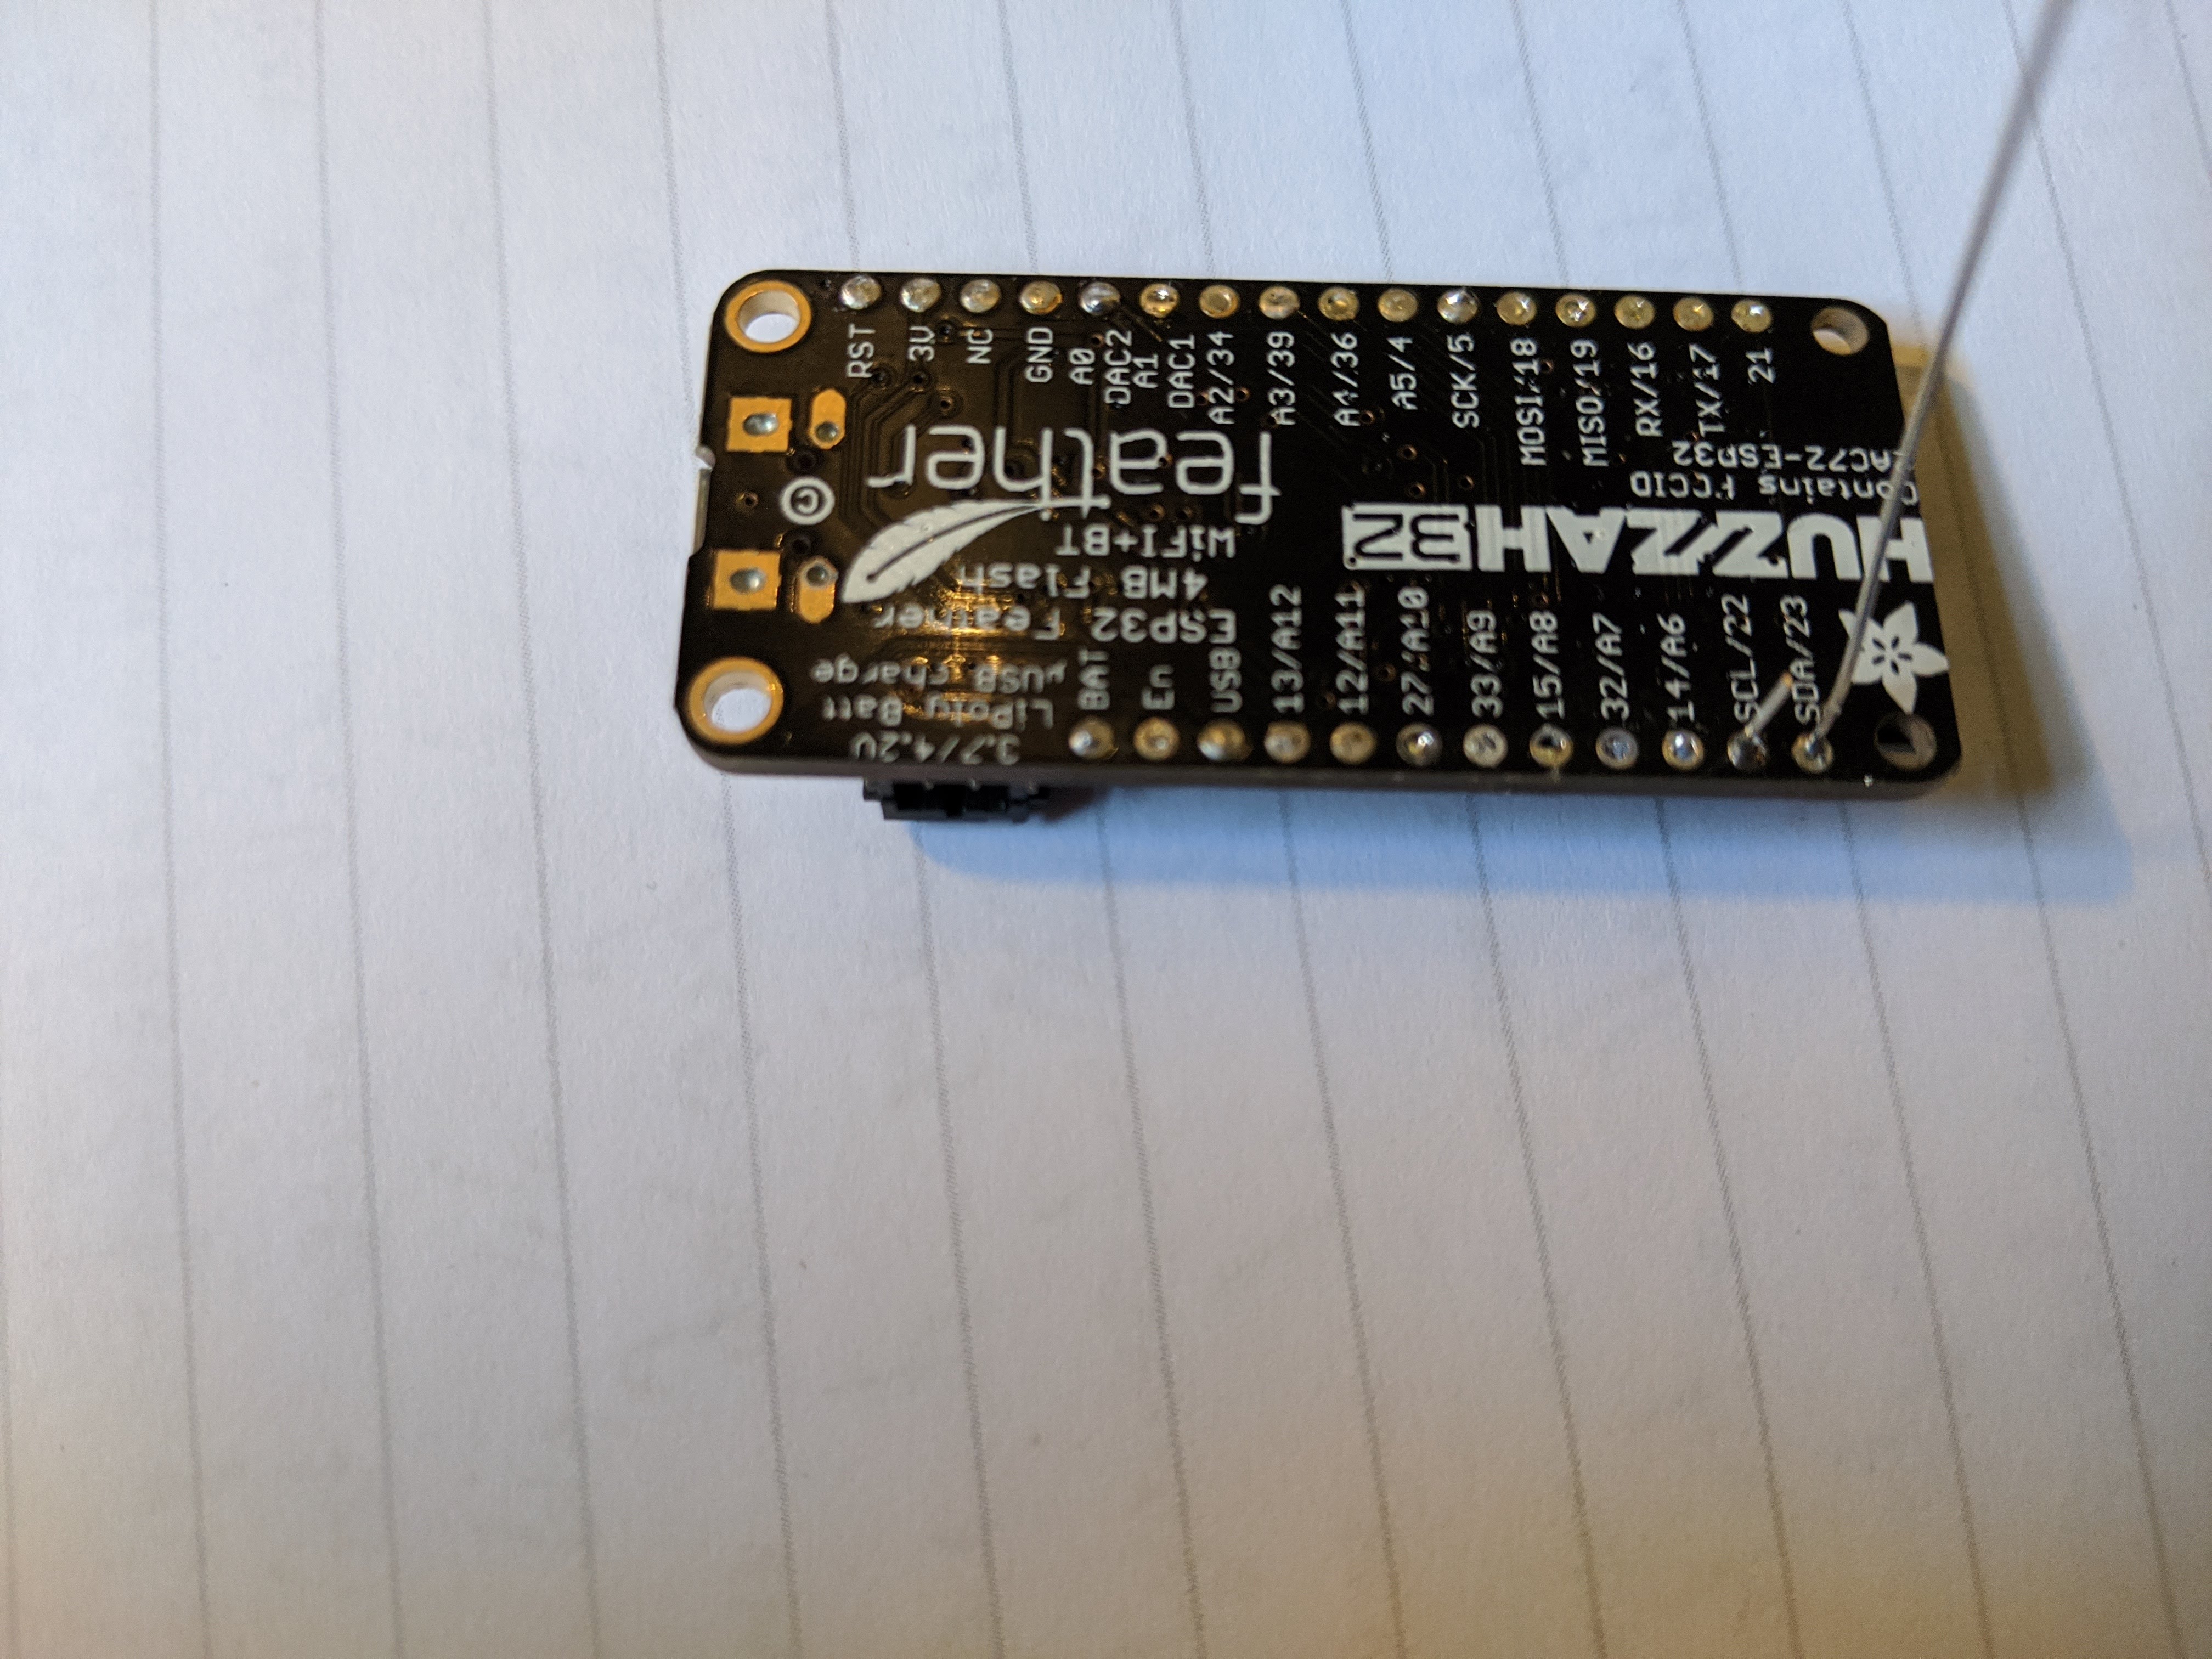 RST
3V
NC
GND
A0
DAC2
A1
DAC1
A2/34
A3/39
A4/36
A5/4
SCK/5
MOSI/18
MISO/19
RX/16
TX/17
21
feather
WiFi+BT
4MB Flash
ESP32 Feather
µUSB charge
LiPoly Batt
3.7/4.2V
Contains FCCID
2AC7Z-ESP32
HUZZAH32
BAT
En
USB
13/A12
12/A11
27/A10
33/A9
15/A8
32/A7
14/A6
SCL/22
SDA/23